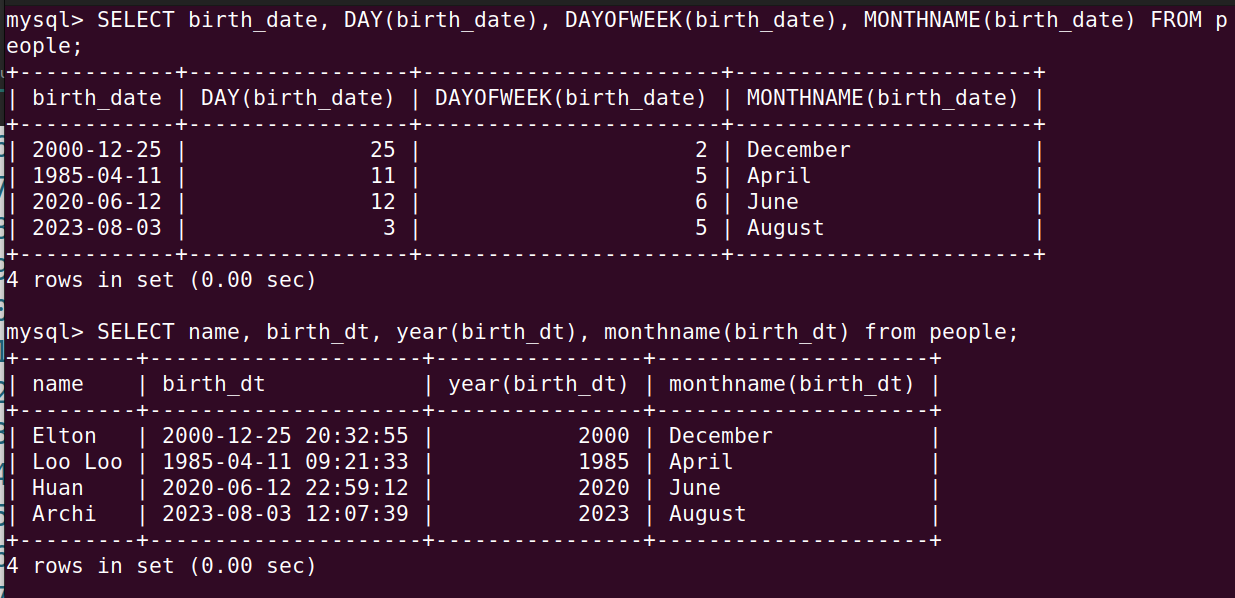 mysql> SELECT birth_date, DAY(birth_date), DAYOFWEEK(birth_date), MONTHNAME(birth_date) FROM p
eople;
+------------+-----------------+-----------------------+-----------------------+
| birth_date | DAY(birth_date) | DAYOFWEEK(birth_date) | MONTHNAME(birth_date) |
+------------+-----------------+-----------------------+-----------------------+
| 2000-12-25 |              25 |                     2 | December              |
| 1985-04-11 |              11 |                     5 | April                 |
| 2020-06-12 |              12 |                     6 | June                  |
| 2023-08-03 |               3 |                     5 | August                |
+------------+-----------------+-----------------------+-----------------------+
4 rows in set (0.00 sec)

mysql> SELECT name, birth_dt, year(birth_dt), monthname(birth_dt) from people;
+---------+---------------------+----------------+---------------------+
| name    | birth_dt            | year(birth_dt) | monthname(birth_dt) |
+---------+---------------------+----------------+---------------------+
| Elton   | 2000-12-25 20:32:55 |           2000 | December            |
| Loo Loo | 1985-04-11 09:21:33 |           1985 | April               |
| Huan    | 2020-06-12 22:59:12 |           2020 | June                |
| Archi   | 2023-08-03 12:07:39 |           2023 | August              |
+---------+---------------------+----------------+---------------------+
4 rows in set (0.00 sec)